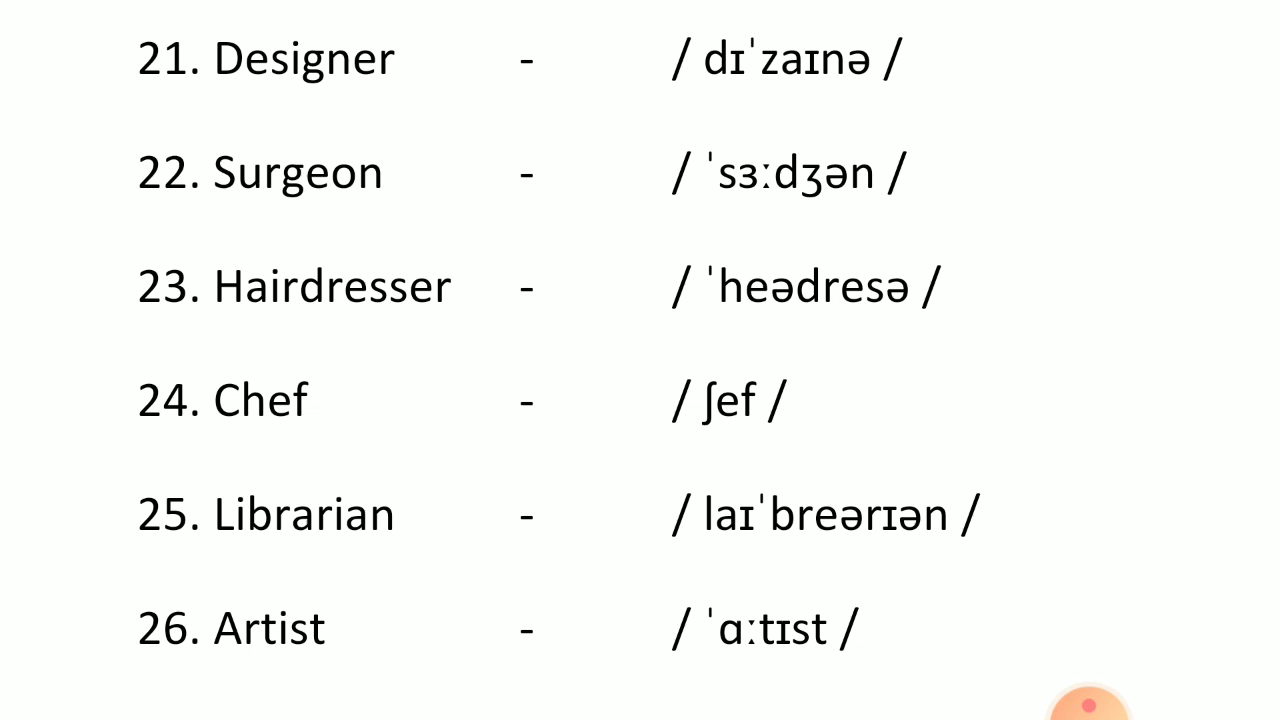 21. Designer - / dɪˈzaɪnə /
22. Surgeon - / ˈsɜːdʒən /
23. Hairdresser - / ˈheədresə /
24. Chef - / ʃef /
25. Librarian - / laɪˈbreərɪən /
26. Artist - / ˈɑːtɪst /